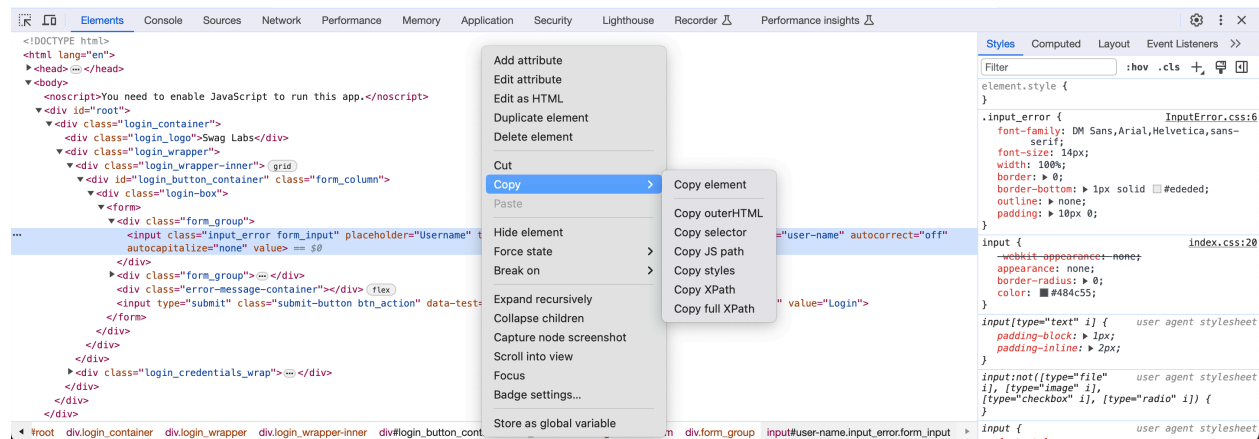 Elements Console Sources Network Performance Memory Application Security Lighthouse Recorder Performance insights
<!DOCTYPE html>
<html lang="en">
<head> </head>
<body>
<noscript>You need to enable JavaScript to run this app.</noscript>
<div id="root">
<div class="login_container">
<div class="login_logo">Swag Labs</div>
<div class="login_wrapper">
<div class="login_wrapper-inner"> grid
<div id="login_button_container" class="form_column">
<div class="login-box">
<form>
<div class="form_group">
<input class="input_error form_input" placeholder="Username" t ="user-name" autocorrect="off"
autocapitalize="none" value> == $0
</div>
<div class="form_group"> </div>
<div class="error-message-container"></div> flex
<input type="submit" class="submit-button btn_action" data-test= " value="Login">
</form>
</div>
</div>
<div class="login_credentials_wrap"> </div>
</div>
</div>
</div>
#root div.login_container div.login_wrapper div.login_wrapper-inner div#login_button_cont m div.form_group input#user-name.input_error.form_input
Add attribute
Edit attribute
Edit as HTML
Duplicate element
Delete element
Cut
Copy
Paste
Hide element
Force state
Break on
Expand recursively
Collapse children
Capture node screenshot
Scroll into view
Focus
Badge settings...
Store as global variable
Copy element
Copy outerHTML
Copy selector
Copy JS path
Copy styles
Copy XPath
Copy full XPath
Styles Computed Layout Event Listeners
Filter :hov .cls
element.style {
}
.input_error { InputError.css:6
font-family: DM Sans,Arial,Helvetica,sans-
serif;
font-size: 14px;
width: 100%;
border: 0;
border-bottom: 1px solid #ededed;
outline: none;
padding: 10px 0;
}
input { index.css:20
-webkit-appearance: none;
appearance: none;
border-radius: 0;
color: #484c55;
}
input[type="text" i] { user agent stylesheet
padding-block: 1px;
padding-inline: 2px;
}
input:not([type="file" user agent stylesheet
i], [type="image" i],
[type="checkbox" i], [type="radio" i]) {
}
input { user agent stylesheet